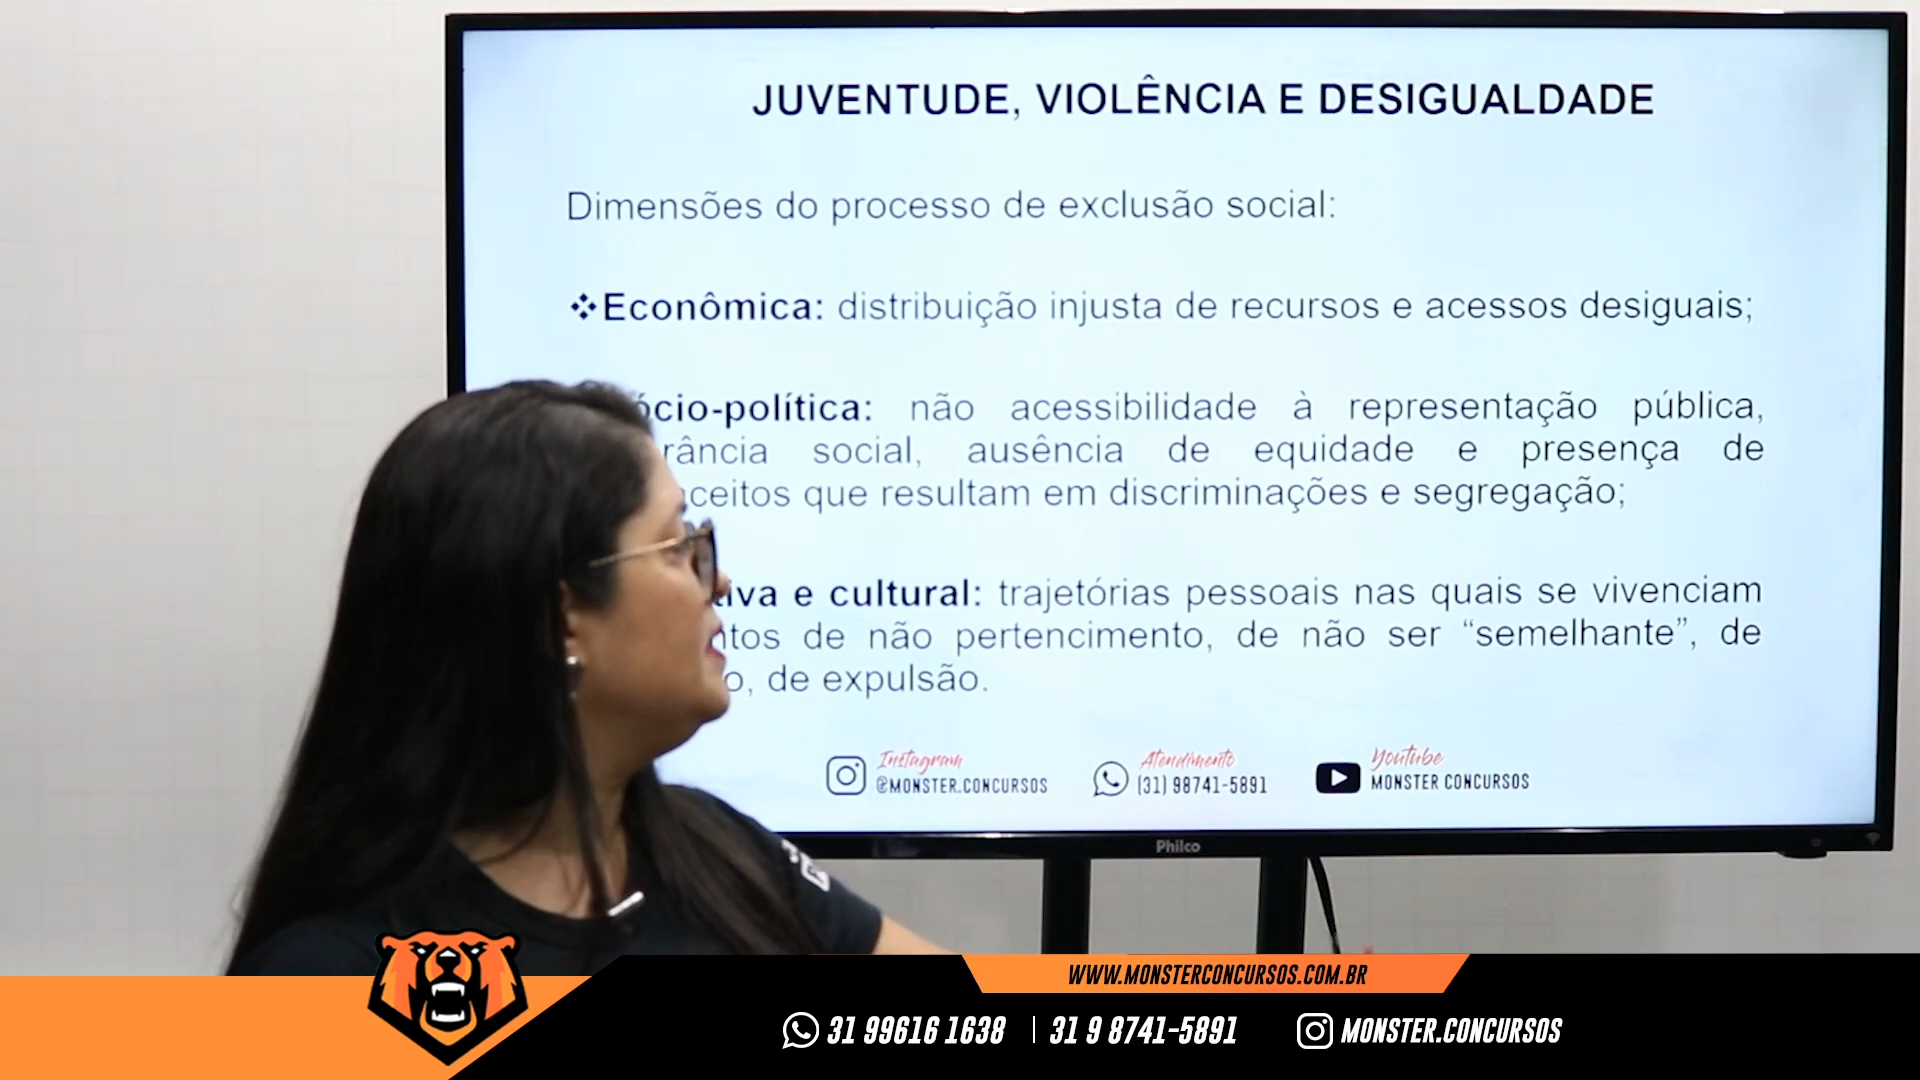 JUVENTUDE, VIOLÊNCIA E DESIGUALDADE
Dimensões do processo de exclusão social:
❖Econômica: distribuição injusta de recursos e acessos desiguais;
ócio-política: não acessibilidade à representação pública,
rância social, ausência de equidade e presença de
ceitos que resultam em discriminações e segregação;
tiva e cultural: trajetórias pessoais nas quais se vivenciam
ntos de não pertencimento, de não ser “semelhante”, de
o, de expulsão.
Instagram
@MONSTER.CONCURSOS
Atendimento
(31) 98741-5891
Youtube
MONSTER CONCURSOS
Philco
WWW.MONSTERCONCURSOS.COM.BR
31 99616 1638 | 31 9 8741-5891
MONSTER.CONCURSOS